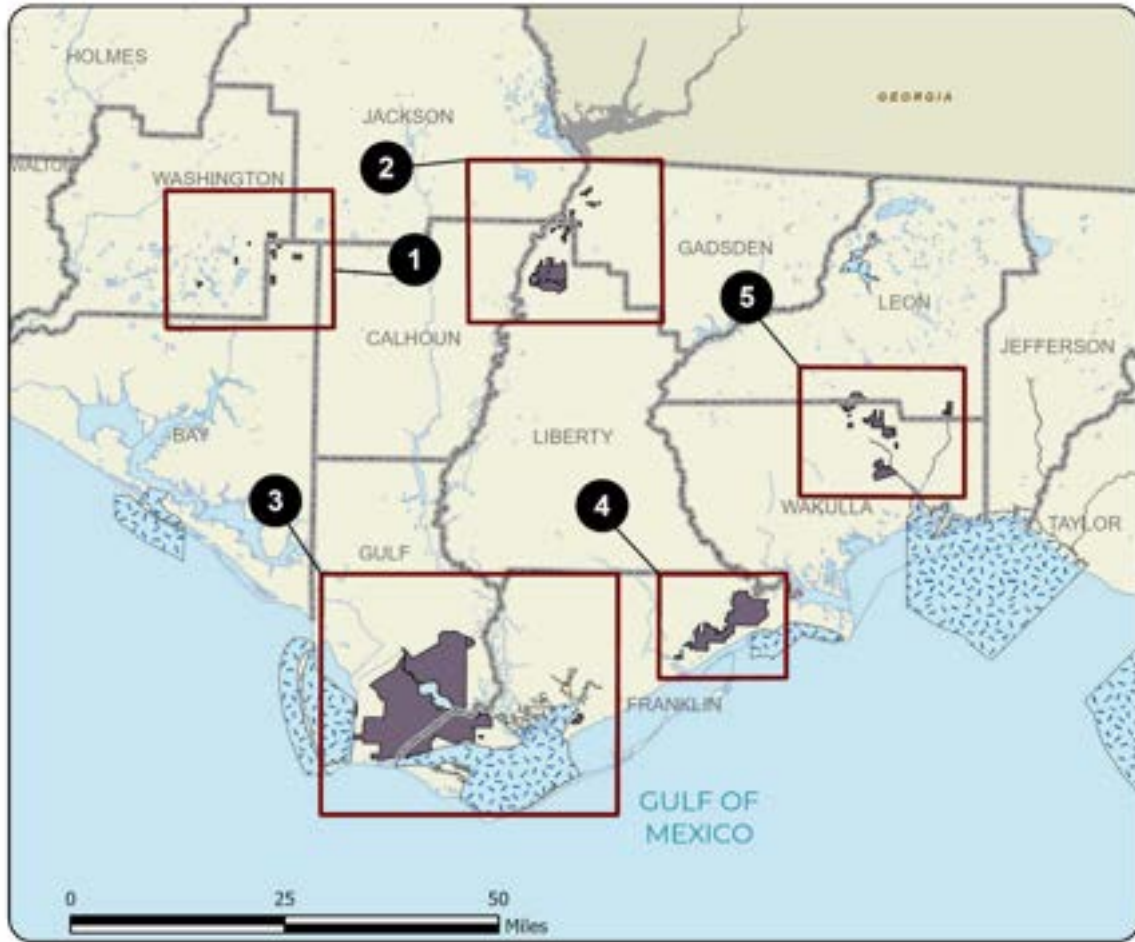 HOLMES
GEORGIA
JACKSON
2
WALTON
WASHINGTON
GADSDEN
1
5
LEON
CALHOUN
JEFFERSON
BAY
LIBERTY
3
4
WAKULLA
TAYLOR
GULF
FRANKLIN
GULF OF
MEXICO
0 25 50
Miles